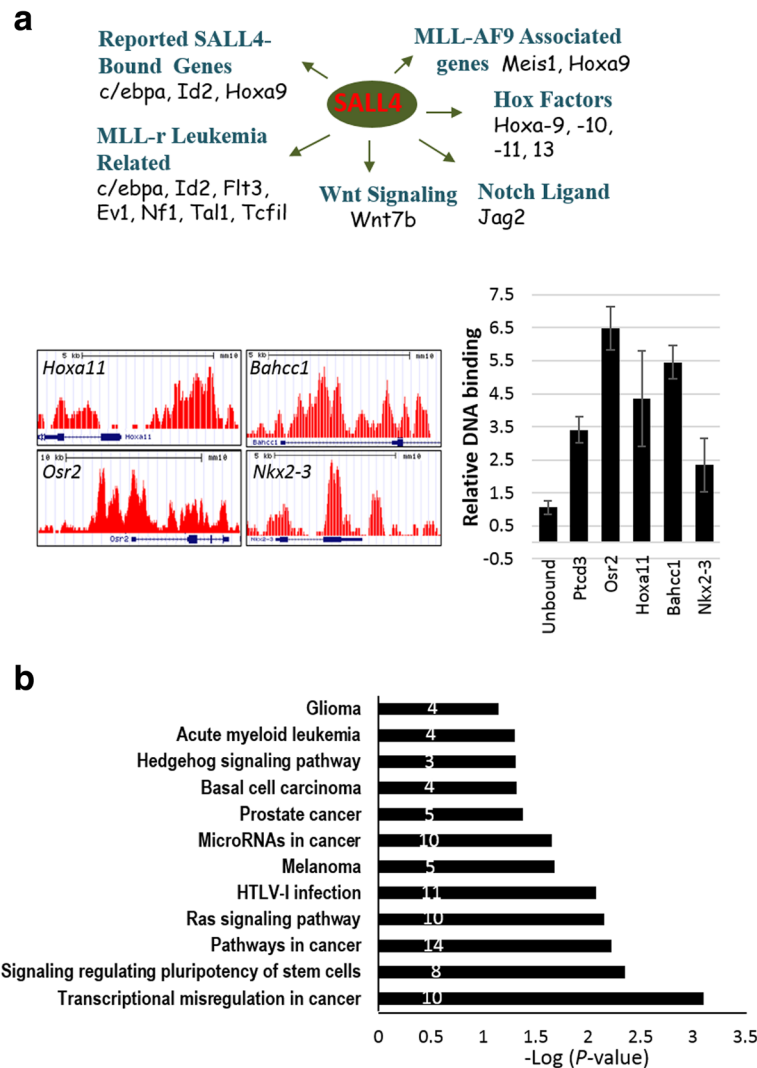 a
Reported SALL4-
Bound Genes
c/ebpa, Id2, Hoxa9
MLL-AF9 Associated
genes Meis1, Hoxa9
SALL4
Hox Factors
Hoxa-9, -10,
-11, 13
MLL-r Leukemia
Related
c/ebpa, Id2, Flt3,
Ev1, Nf1, Tal1, Tcfil
Wnt Signaling
Wnt7b
Notch Ligand
Jag2
5 kb mm10
Hoxa11
Hoxa11
5 kb mm10
Bahcc1
Bahcc1
10 kb mm10
Osr2
Osr2
5 kb mm10
Nkx2-3
Nkx2-3
Relative DNA binding
7.5
6.5
5.5
4.5
3.5
2.5
1.5
0.5
-0.5
Unbound
Ptcd3
Osr2
Hoxa11
Bahcc1
Nkx2-3
b
Glioma 4
Acute myeloid leukemia 4
Hedgehog signaling pathway 3
Basal cell carcinoma 4
Prostate cancer 5
MicroRNAs in cancer 10
Melanoma 5
HTLV-I infection 11
Ras signaling pathway 10
Pathways in cancer 14
Signaling regulating pluripotency of stem cells 8
Transcriptional misregulation in cancer 10
0 0.5 1 1.5 2 2.5 3 3.5
-Log (P-value)